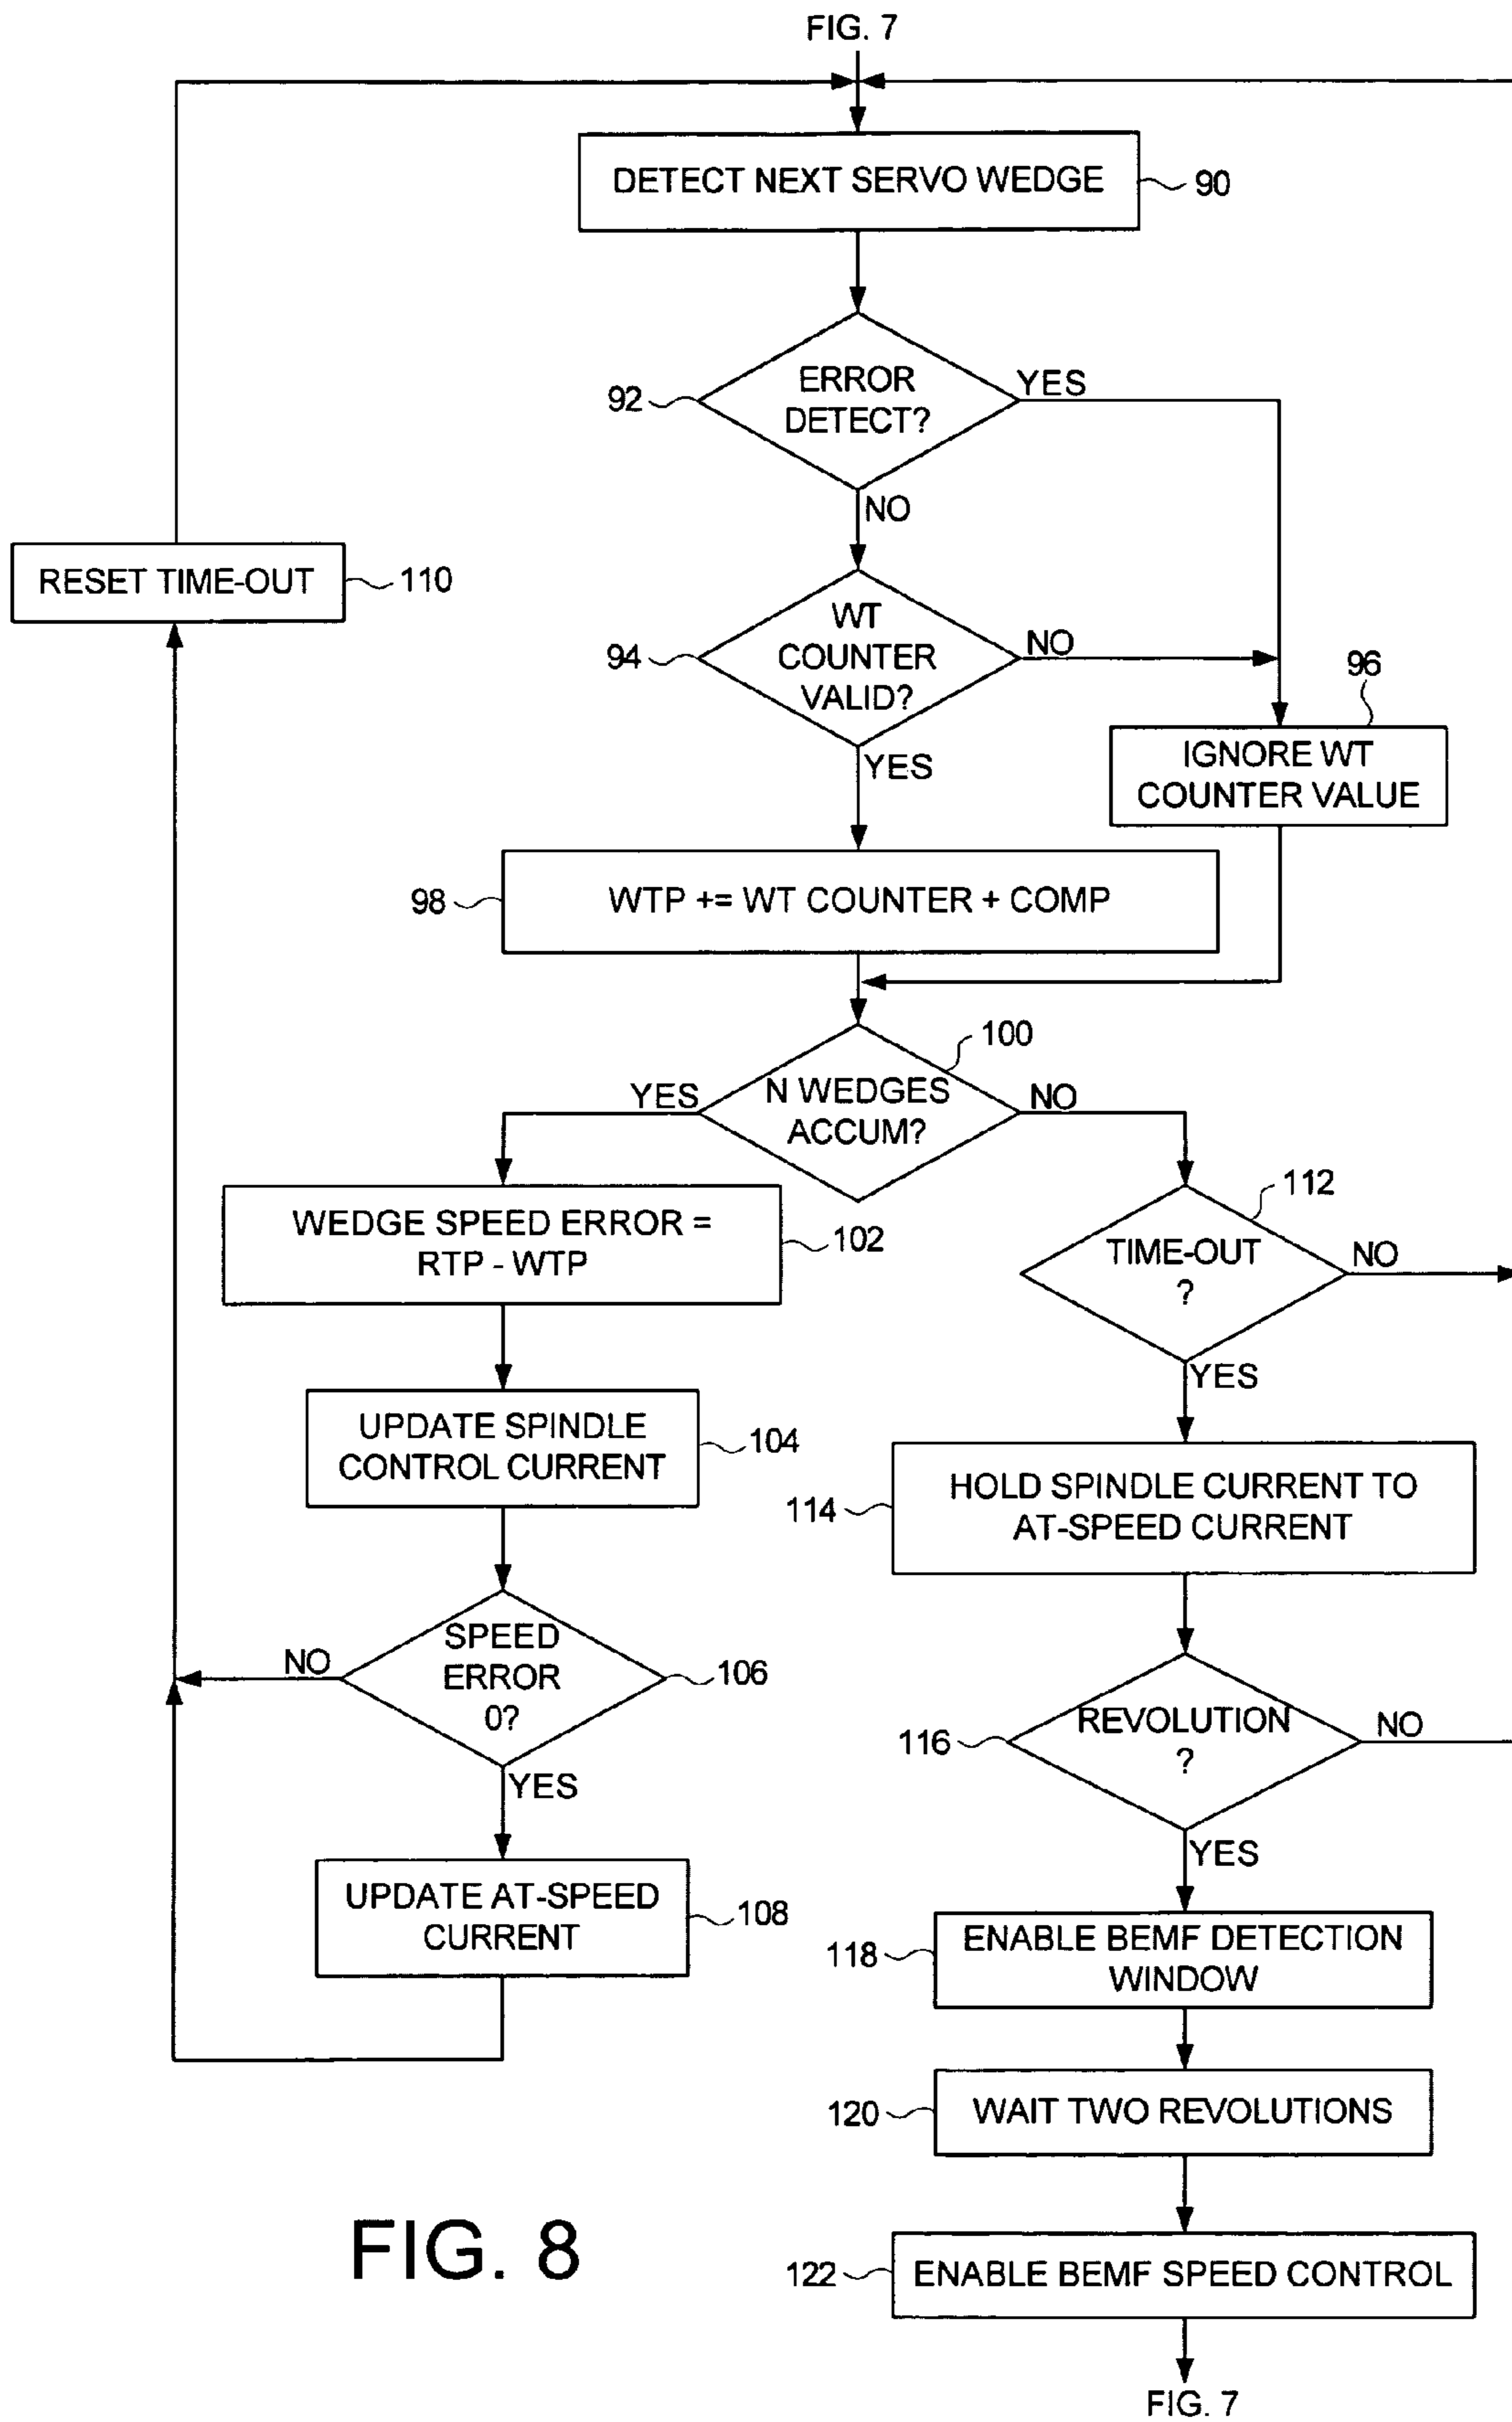 FIG. 7
DETECT NEXT SERVO WEDGE
90
ERROR
DETECT?
92
YES
NO
RESET TIME-OUT
110
WT
COUNTER
VALID?
94
NO
YES
96
IGNORE WT
COUNTER VALUE
98
WTP += WT COUNTER + COMP
100
YES
N WEDGES
ACCUM?
NO
WEDGE SPEED ERROR =
RTP - WTP
102
112
TIME-OUT
?
NO
YES
UPDATE SPINDLE
CONTROL CURRENT
104
114
HOLD SPINDLE CURRENT TO
AT-SPEED CURRENT
NO
SPEED
ERROR
0?
106
YES
116
REVOLUTION
?
NO
YES
UPDATE AT-SPEED
CURRENT
108
118
ENABLE BEMF DETECTION
WINDOW
120
WAIT TWO REVOLUTIONS
122
ENABLE BEMF SPEED CONTROL
FIG. 7
FIG. 8